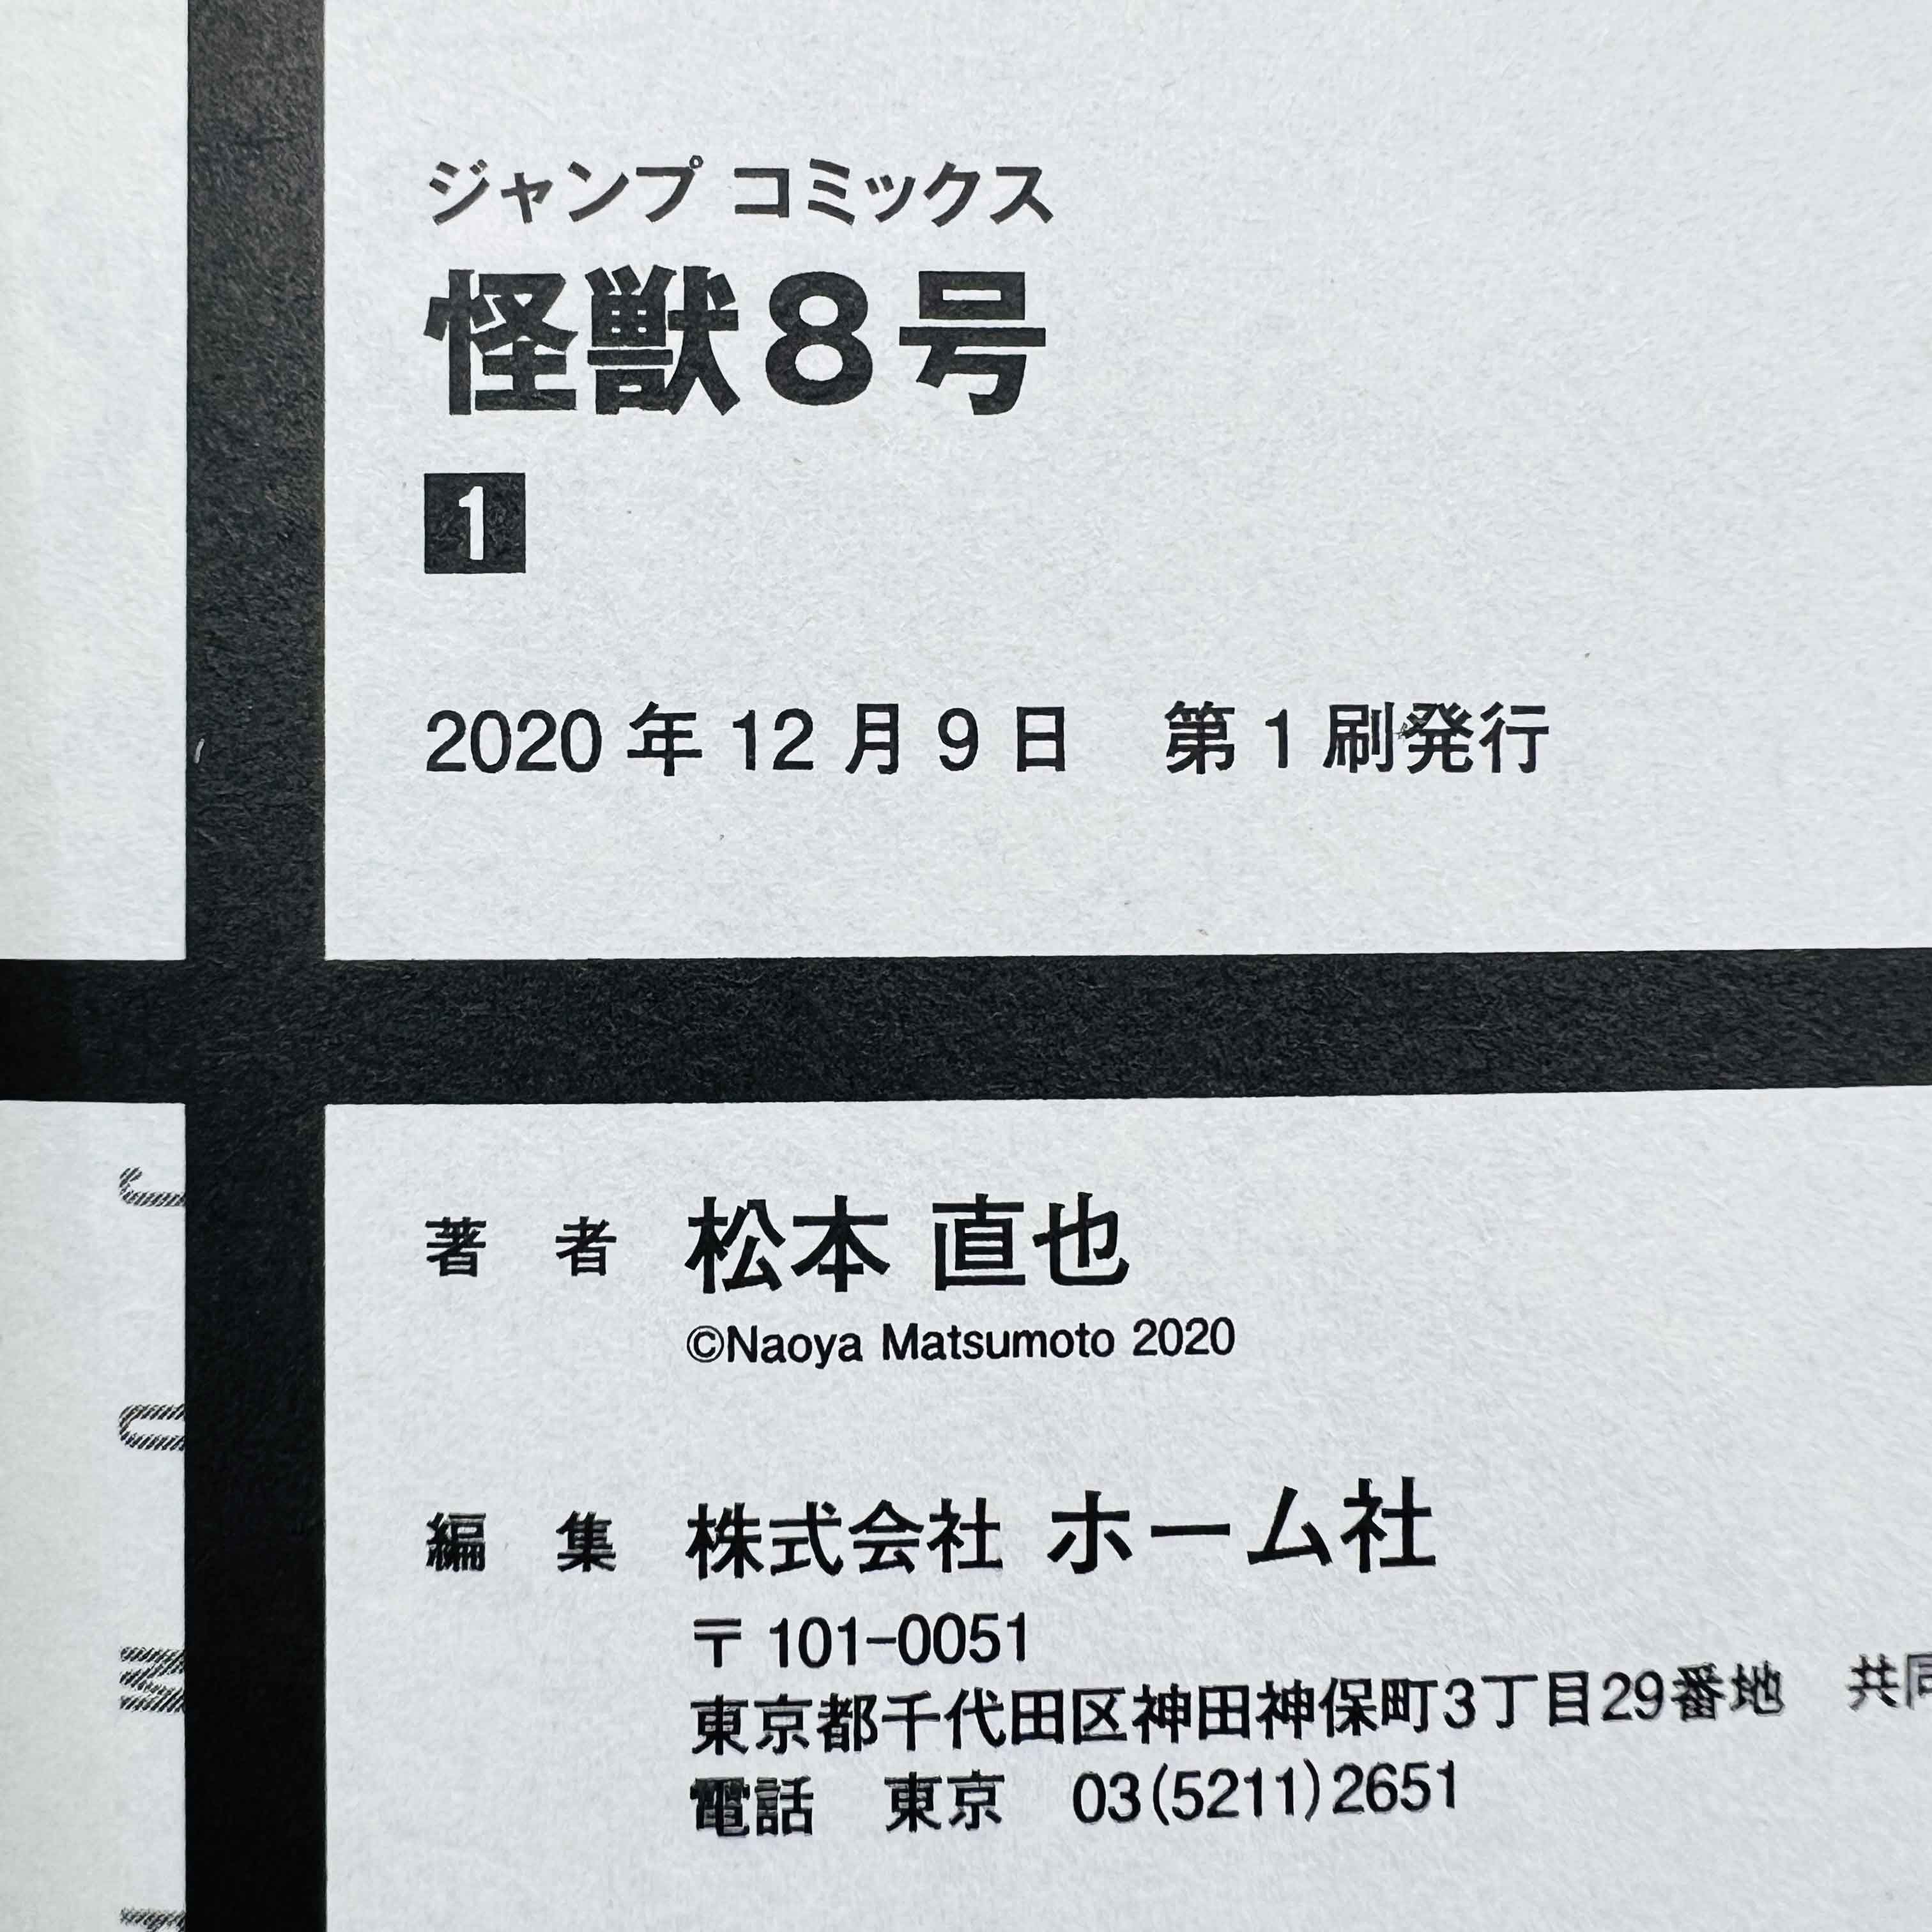 ジャンプ コミックス
怪獣8号
1
2020年12月9日　第1刷発行
著　者　松本 直也
©Naoya Matsumoto 2020
編　集　株式会社 ホーム社
〒101-0051
東京都千代田区神田神保町3丁目29番地　共同
電話　東京　03(5211)2651
J U M